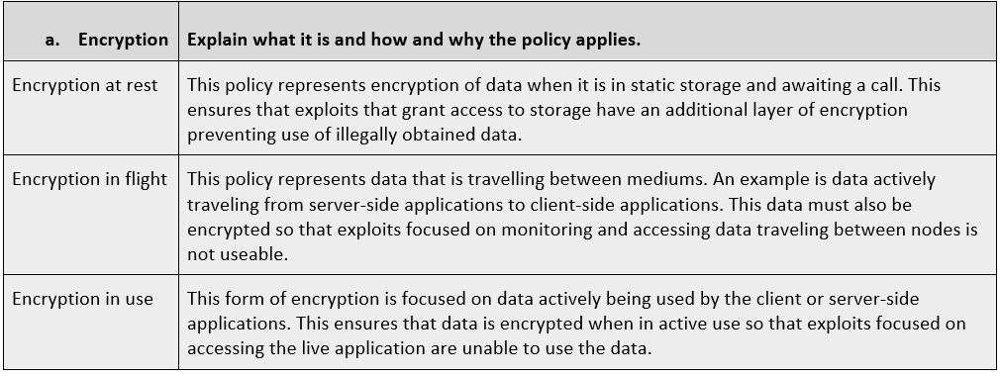 a. Encryption Explain what it is and how and why the policy applies.
Encryption at rest This policy represents encryption of data when it is in static storage and awaiting a call. This
ensures that exploits that grant access to storage have an additional layer of encryption
preventing use of illegally obtained data.
Encryption in flight This policy represents data that is travelling between mediums. An example is data actively
traveling from server-side applications to client-side applications. This data must also be
encrypted so that exploits focused on monitoring and accessing data traveling between nodes is
not useable.
Encryption in use This form of encryption is focused on data actively being used by the client or server-side
applications. This ensures that data is encrypted when in active use so that exploits focused on
accessing the live application are unable to use the data.